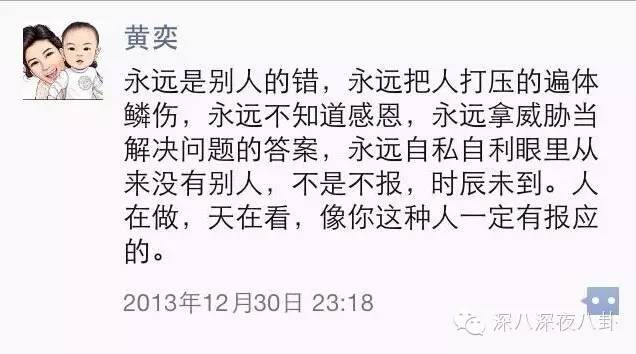 黄奕
永远是别人的错，永远把人打压的遍体
鳞伤，永远不知道感恩，永远拿威胁当
解决问题的答案，永远自私自利眼里从
来没有别人，不是不报，时辰未到。人
在做，天在看，像你这种人一定有报应
的。
2013年12月30日 23:18
深八深夜八卦